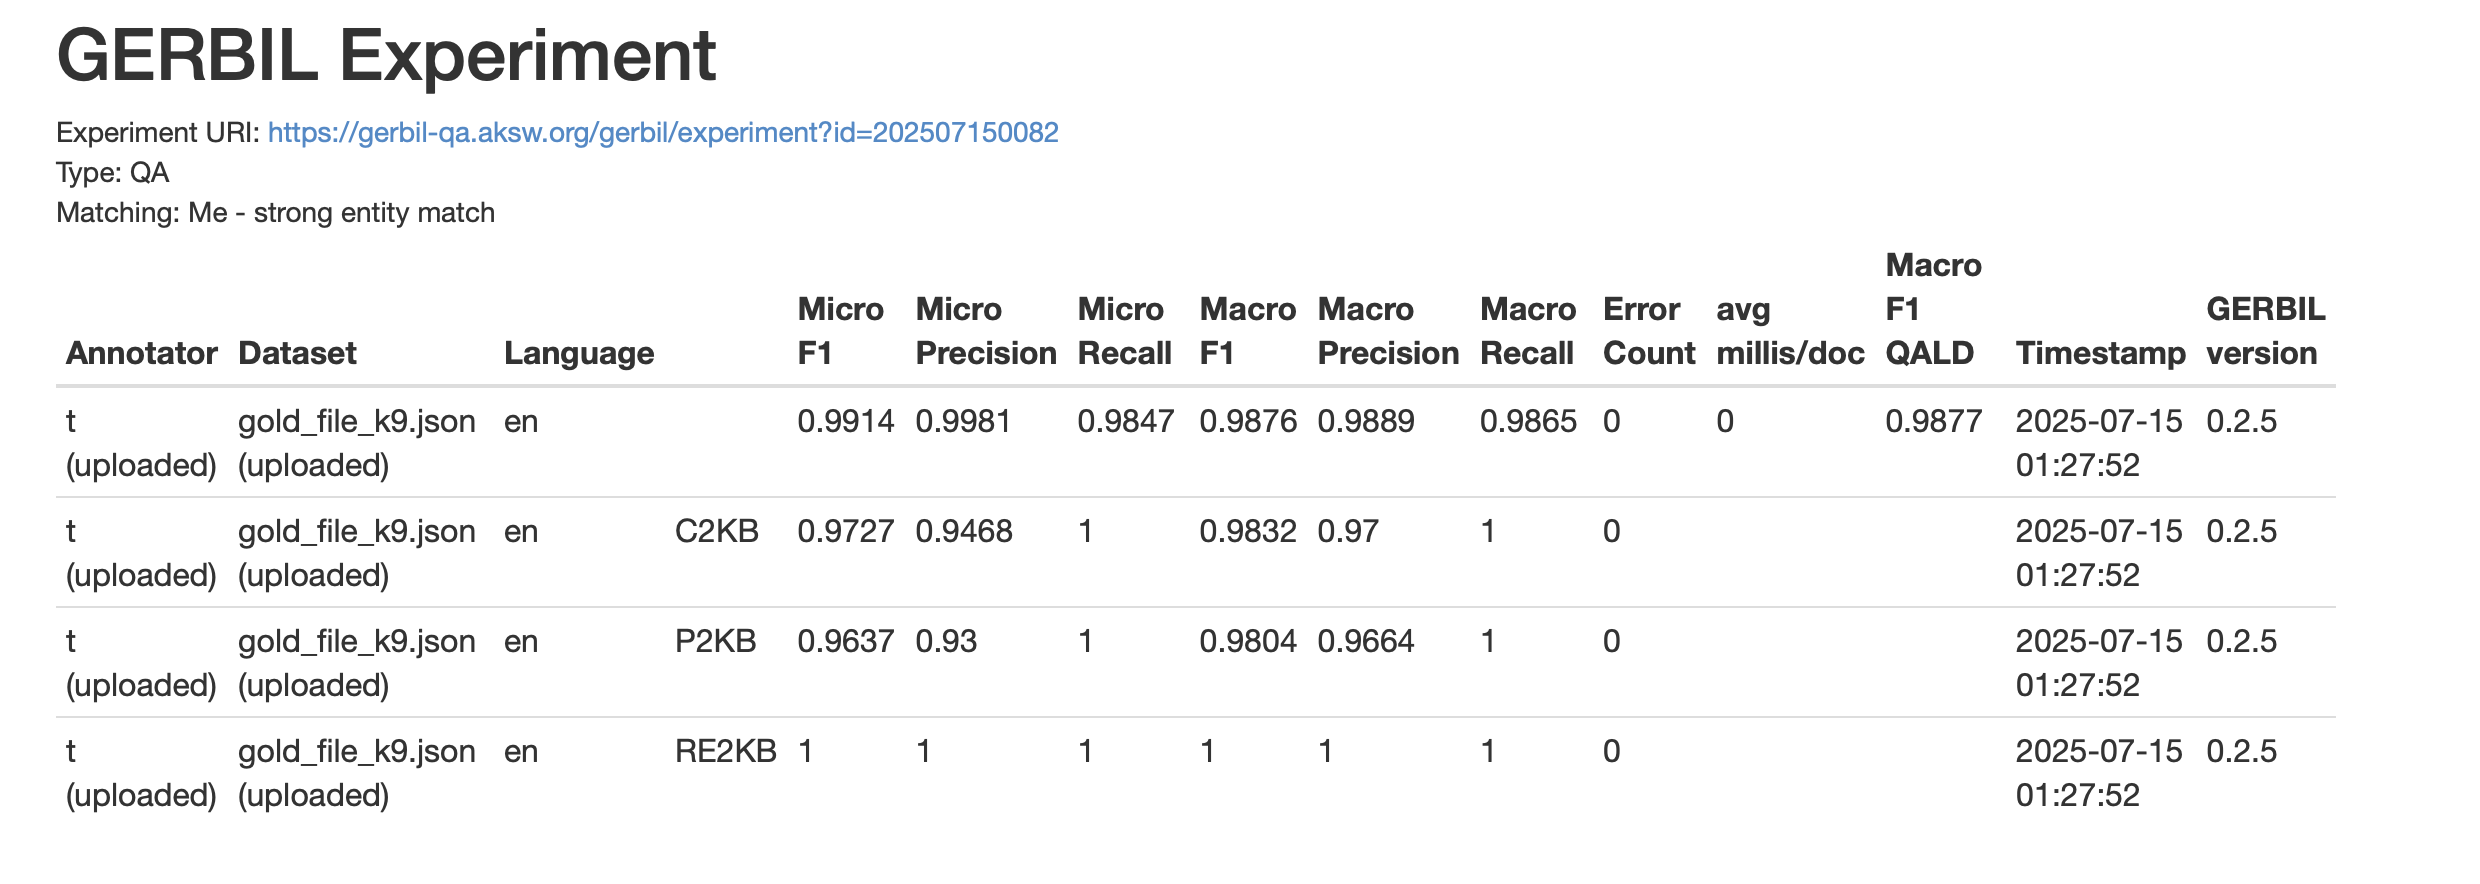 GERBIL Experiment
Experiment URI: https://gerbil-qa.aksw.org/gerbil/experiment?id=202507150082
Type: QA
Matching: Me - strong entity match
Macro
Micro Micro Micro Macro Macro Macro Error avg F1 GERBIL
Annotator Dataset Language F1 Precision Recall F1 Precision Recall Count millis/doc QALD Timestamp version
t gold_file_k9.json en 0.9914 0.9981 0.9847 0.9876 0.9889 0.9865 0 0 0.9877 2025-07-15 0.2.5
(uploaded) (uploaded) 01:27:52
t gold_file_k9.json en C2KB 0.9727 0.9468 1 0.9832 0.97 1 0 2025-07-15 0.2.5
(uploaded) (uploaded) 01:27:52
t gold_file_k9.json en P2KB 0.9637 0.93 1 0.9804 0.9664 1 0 2025-07-15 0.2.5
(uploaded) (uploaded) 01:27:52
t gold_file_k9.json en RE2KB 1 1 1 1 1 1 0 2025-07-15 0.2.5
(uploaded) (uploaded) 01:27:52